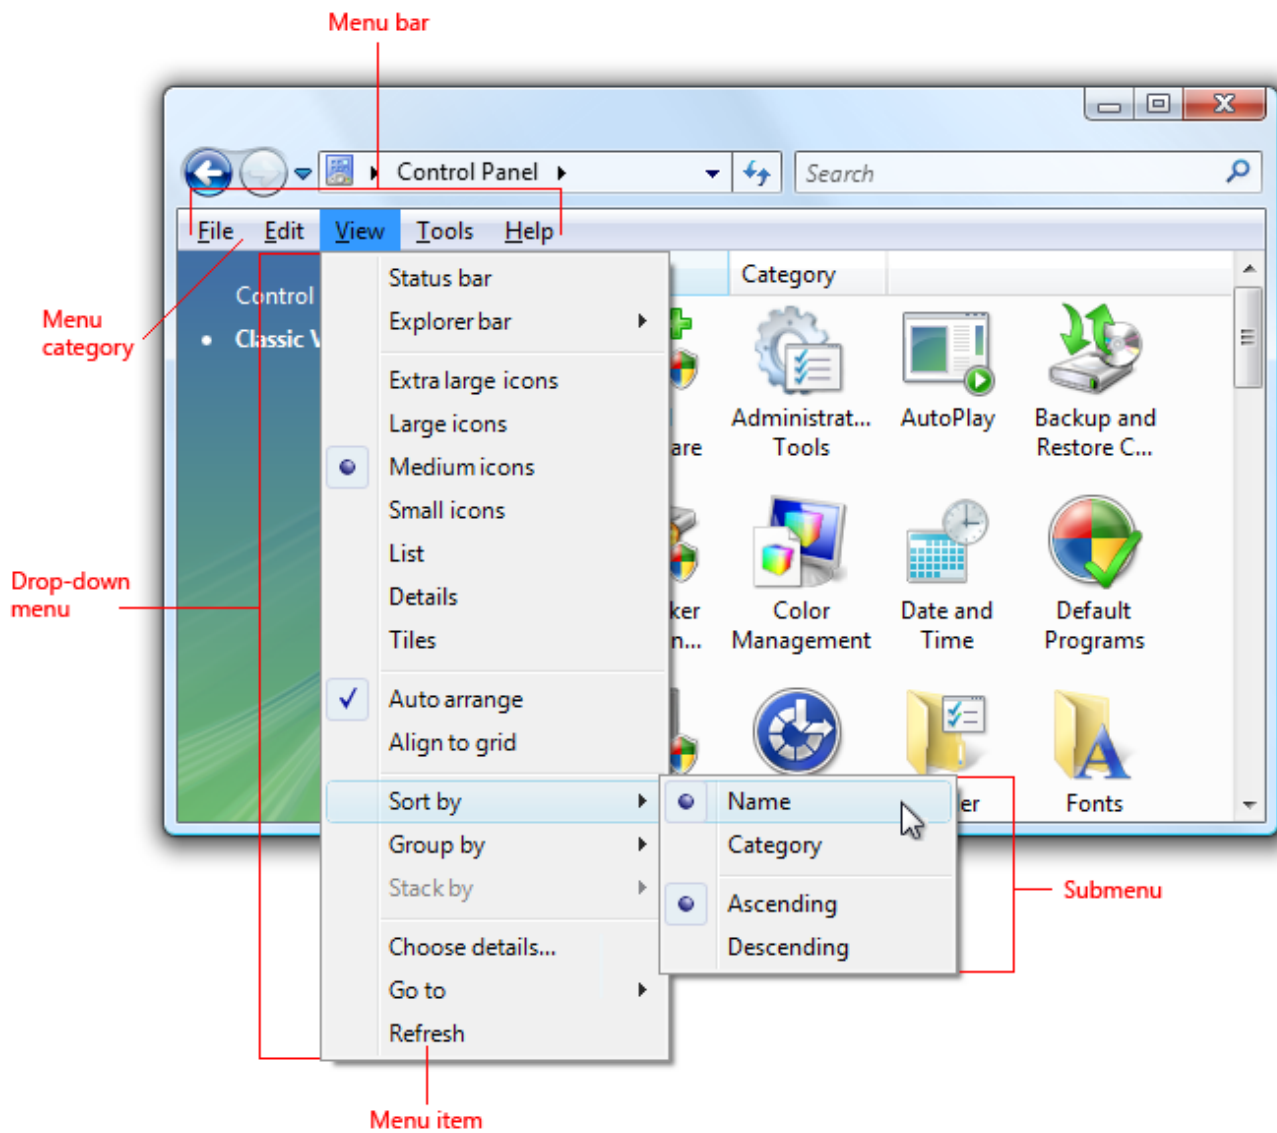 Menu bar
Control Panel
Search
File Edit View Tools Help
Menu
category
Drop-down
menu
Control
Classic V
Status bar
Explorer bar
Extra large icons
Large icons
Medium icons
Small icons
List
Details
Tiles
Auto arrange
Align to grid
Sort by
Group by
Stack by
Choose details...
Go to
Refresh
Category
are
Administrat...
Tools
AutoPlay
Backup and
Restore C...
ker
n...
Color
Management
Date and
Time
Default
Programs
er
Fonts
Name
Category
Ascending
Descending
Submenu
Menu item